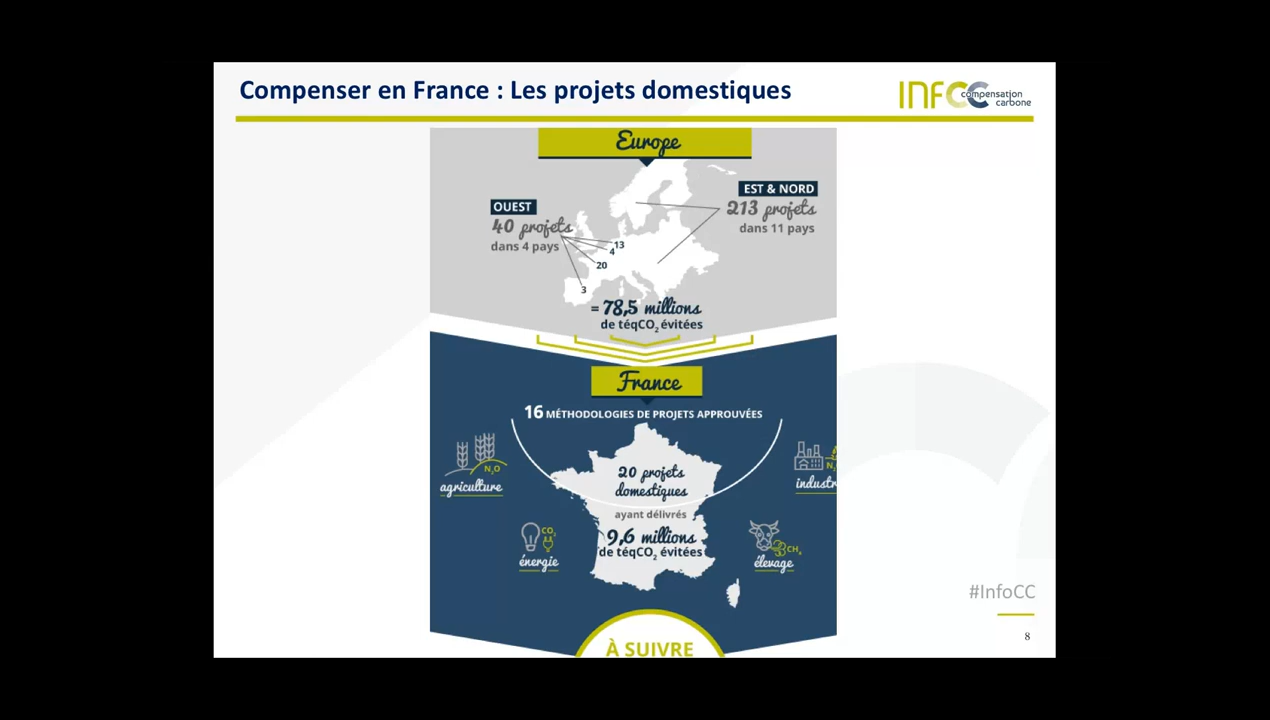 Compenser en France : Les projets domestiques
INFCC compensation
carbone
Europe
OUEST
40 projets
dans 4 pays
EST & NORD
213 projets
dans 11 pays
13
4
20
3
= 78,5 millions
de téqCO₂ évitées
France
16 MÉTHODOLOGIES DE PROJETS APPROUVÉES
N₂O
agriculture
N₂
industr
20 projets
domestiques
ayant délivrés
9,6 millions
de téqCO₂ évitées
CO₂
énergie
CH₄
élevage
#InfoCC
8
À SUIVRE